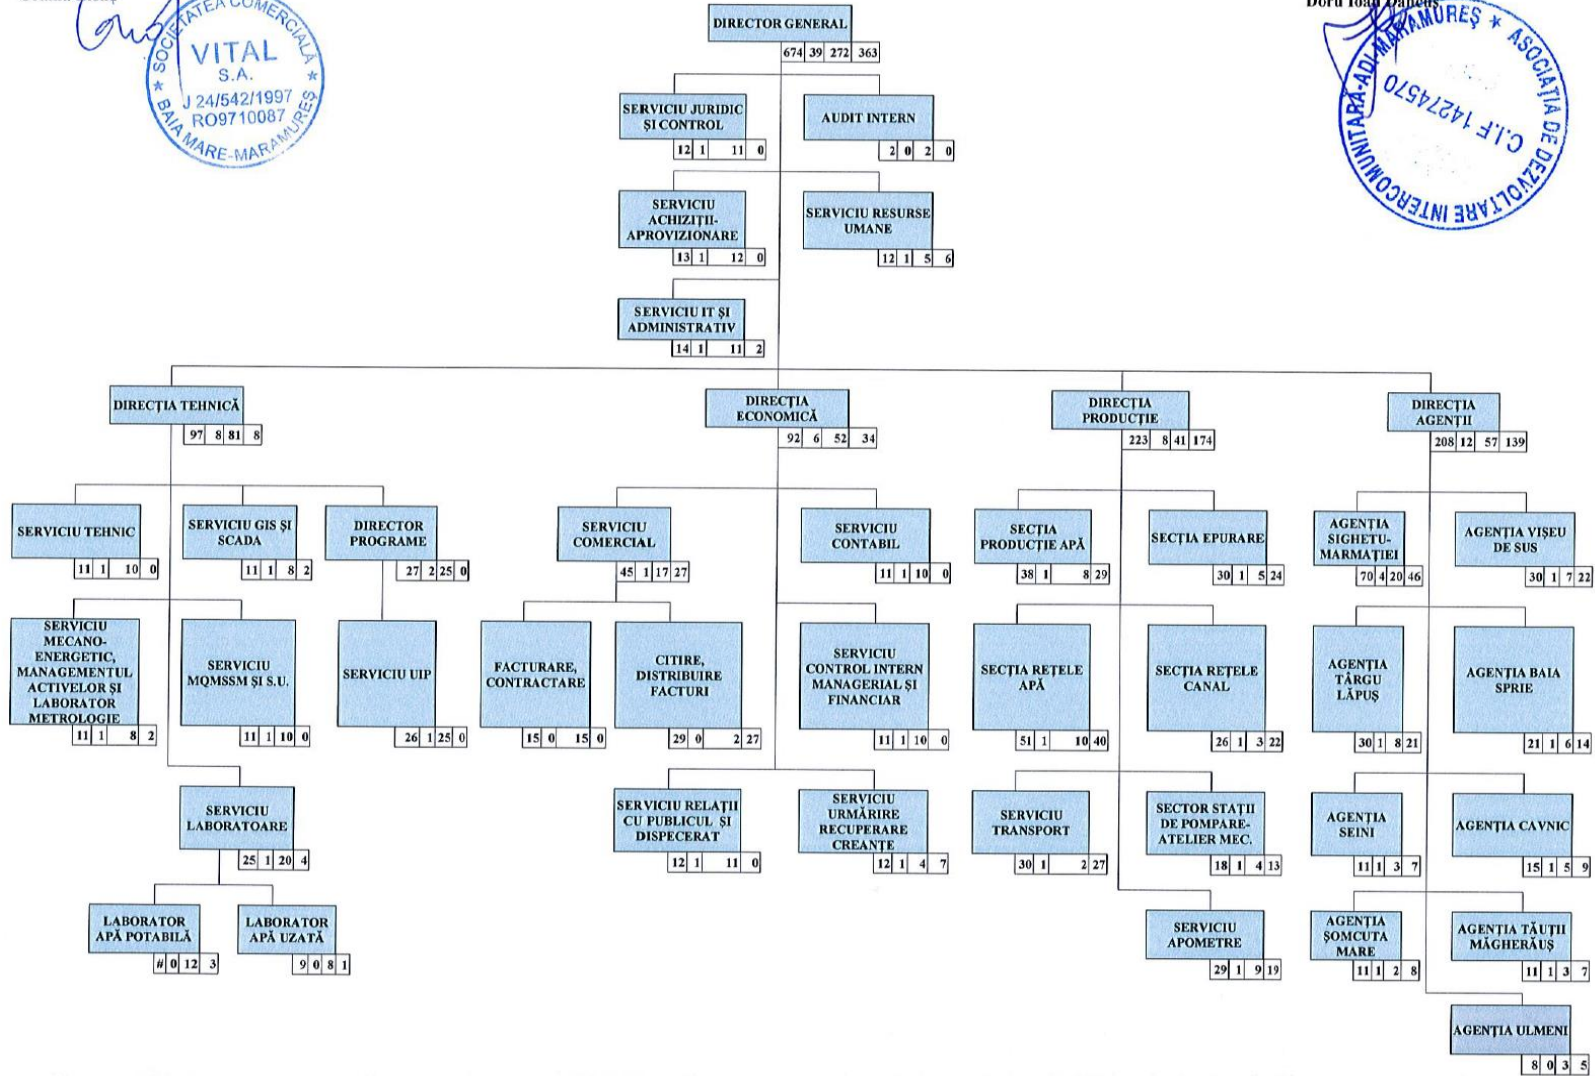 Doru Ioan Dăncuș
SOCIETATEA COMERCIALĂ
VITAL
S.A.
J 24/542/1997
RO9710087
* BAIA MARE-MARAMUREȘ *
ASOCIAȚIA DE DEZVOLTARE INTERCOMUNITARĂ-ADI MARAMUREȘ *
C.I.F 14274570
DIRECTOR GENERAL
674 39 272 363
SERVICIU JURIDIC
ȘI CONTROL
12 1 11 0
AUDIT INTERN
2 0 2 0
SERVICIU
ACHIZIȚII-
APROVIZIONARE
13 1 12 0
SERVICIU RESURSE
UMANE
12 1 5 6
SERVICIU IT ȘI
ADMINISTRATIV
14 1 11 2
DIRECȚIA TEHNICĂ
97 8 81 8
DIRECȚIA
ECONOMICĂ
92 6 52 34
DIRECȚIA
PRODUCȚIE
223 8 41 174
DIRECȚIA
AGENȚII
208 12 57 139
SERVICIU TEHNIC
11 1 10 0
SERVICIU GIS ȘI
SCADA
11 1 8 2
DIRECTOR
PROGRAME
27 2 25 0
SERVICIU
COMERCIAL
45 1 17 27
SERVICIU
CONTABIL
11 1 10 0
SECȚIA
PRODUCȚIE APĂ
38 1 8 29
SECȚIA EPURARE
30 1 5 24
AGENȚIA
SIGHETU-
MARMAȚIEI
70 4 20 46
AGENȚIA VIȘEU
DE SUS
30 1 7 22
SERVICIU
MECANO-
ENERGETIC,
MANAGEMENTUL
ACTIVELOR ȘI
LABORATOR
METROLOGIE
11 1 8 2
SERVICIU
MQMSSM ȘI S.U.
11 1 10 0
SERVICIU UIP
26 1 25 0
FACTURARE,
CONTRACTARE
15 0 15 0
CITIRE,
DISTRIBUIRE
FACTURI
29 0 2 27
SERVICIU
CONTROL INTERN
MANAGERIAL ȘI
FINANCIAR
11 1 10 0
SECȚIA REȚELE
APĂ
51 1 10 40
SECȚIA REȚELE
CANAL
26 1 3 22
AGENȚIA
TÂRGU
LĂPUȘ
30 1 8 21
AGENȚIA BAIA
SPRIE
21 1 6 14
SERVICIU
LABORATOARE
25 1 20 4
SERVICIU RELAȚII
CU PUBLICUL ȘI
DISPECERAT
12 1 11 0
SERVICIU
URMĂRIRE
RECUPERARE
CREANȚE
12 1 4 7
SERVICIU
TRANSPORT
30 1 2 27
SECTOR STAȚII
DE POMPARE-
ATELIER MEC.
18 1 4 13
AGENȚIA
SEINI
11 1 3 7
AGENȚIA CAVNIC
15 1 5 9
LABORATOR
APĂ POTABILĂ
# 0 12 3
LABORATOR
APĂ UZATĂ
9 0 8 1
SERVICIU
APOMETRE
29 1 9 19
AGENȚIA
ȘOMCUTA
MARE
11 1 2 8
AGENȚIA TĂUȚII
MĂGHERĂUȘ
11 1 3 7
AGENȚIA ULMENI
8 0 3 5